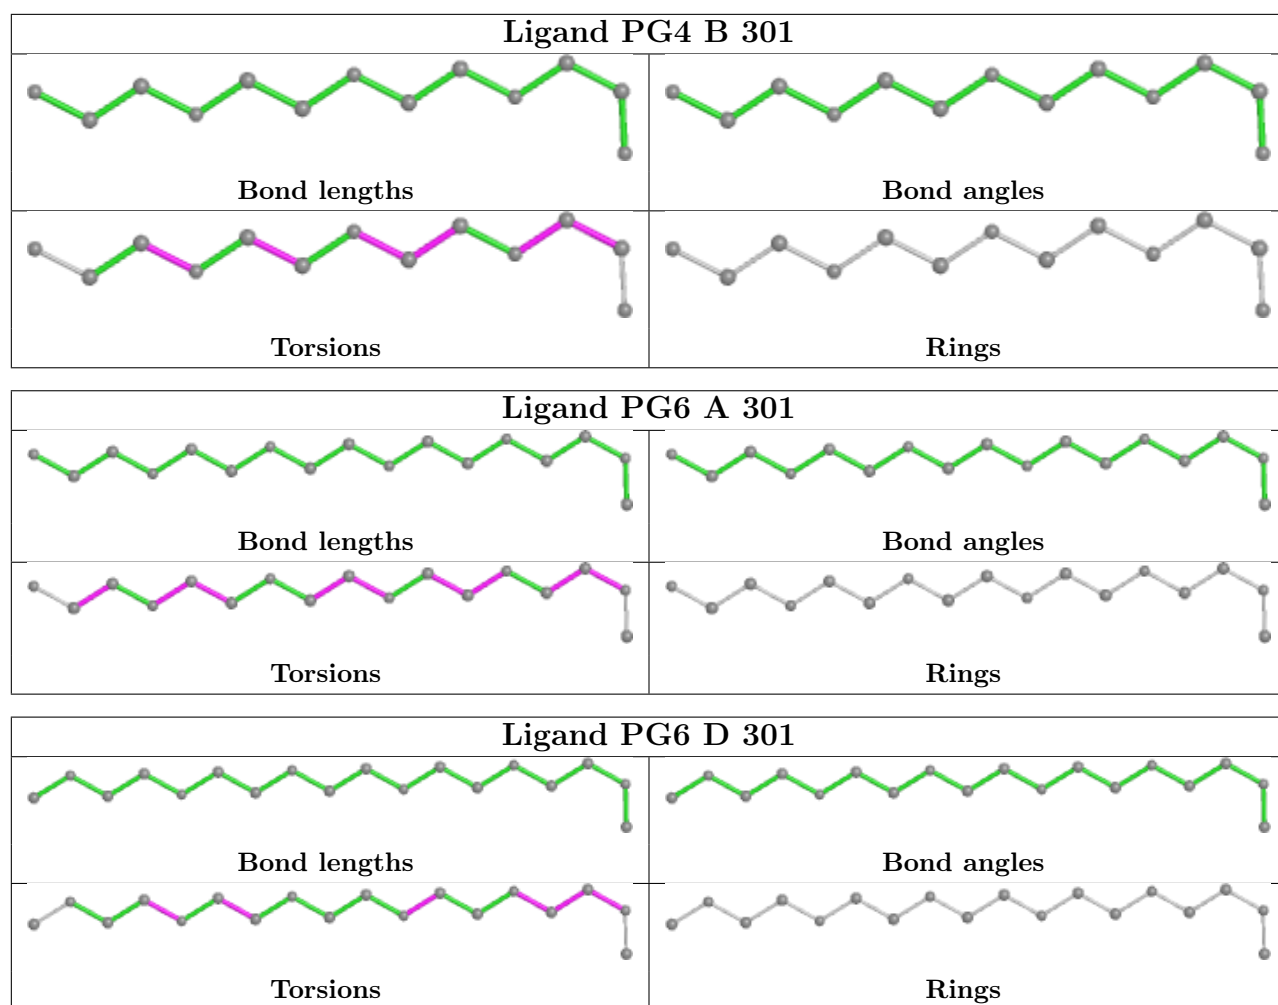 Ligand PG4 B 301
Bond lengths
Bond angles
Torsions
Rings
Ligand PG6 A 301
Bond lengths
Bond angles
Torsions
Rings
Ligand PG6 D 301
Bond lengths
Bond angles
Torsions
Rings